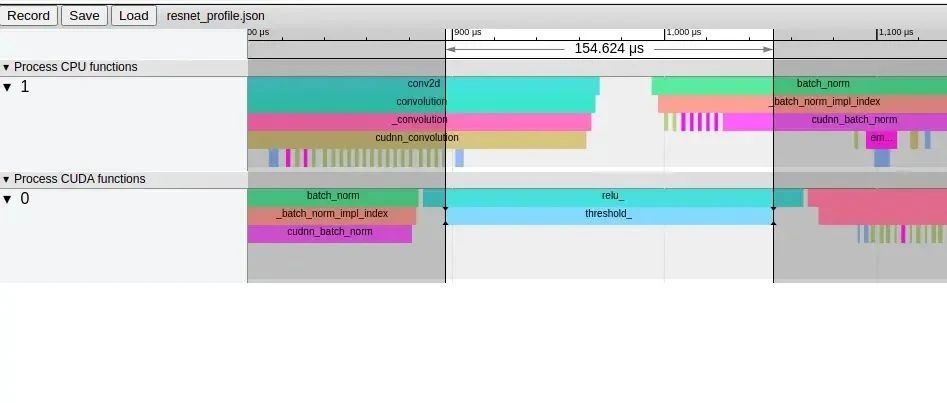 Record Save Load resnet_profile.json
00 μs 900 μs 1,000 μs 1,100 μs
154.624 μs
▼ Process CPU functions
▼ 1 conv2d batch_norm
convolution _batch_norm_impl_index
_convolution cudnn_batch_norm
cudnn_convolution em...
▼ Process CUDA functions
▼ 0 batch_norm relu_
_batch_norm_impl_index threshold_
cudnn_batch_norm